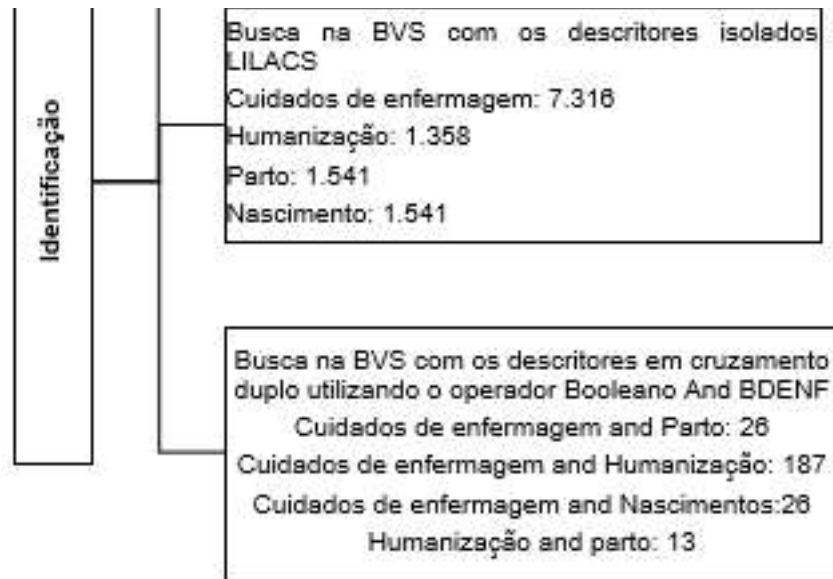 Identificação
Busca na BVS com os descritores isolados
LILACS
Cuidados de enfermagem: 7.316
Humanização: 1.358
Parto: 1.541
Nascimento: 1.541
Busca na BVS com os descritores em cruzamento
duplo utilizando o operador Booleano And BDENF
Cuidados de enfermagem and Parto: 26
Cuidados de enfermagem and Humanização: 187
Cuidados de enfermagem and Nascimentos:26
Humanização and parto: 13